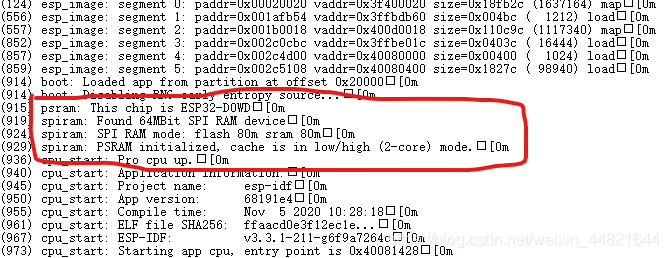 (124) esp_image: segment 0: paddr=0x00020020 vaddr=0x3f400020 size=0x18fb2c (1637164) map□[0m
(556) esp_image: segment 1: paddr=0x001afb54 vaddr=0x3ffbdb60 size=0x004bc ( 1212) load□[0m
(557) esp_image: segment 2: paddr=0x001b0018 vaddr=0x400d0018 size=0x110c9c (1117340) map□[0m
(852) esp_image: segment 3: paddr=0x002c0cbc vaddr=0x3ffbe01c size=0x0403c ( 16444) load□[0m
(858) esp_image: segment 4: paddr=0x002c4d00 vaddr=0x40080000 size=0x00400 ( 1024) load□[0m
(859) esp_image: segment 5: paddr=0x002c5108 vaddr=0x40080400 size=0x1827c ( 98940) load□[0m
(914) boot: Loaded app from partition at offset 0x20000□[0m
(914) boot: Disabling RNG early entropy source...□[0m
(915) psram: This chip is ESP32-D0WD□[0m
(919) spiram: Found 64MBit SPI RAM device□[0m
(924) spiram: SPI RAM mode: flash 80m sram 80m□[0m
(929) spiram: PSRAM initialized, cache is in low/high (2-core) mode.□[0m
(936) cpu_start: Pro cpu up.□[0m
(940) cpu_start: Application information:□[0m
(945) cpu_start: Project name: esp-idf□[0m
(950) cpu_start: App version: 68191e4□[0m
(955) cpu_start: Compile time: Nov 5 2020 10:28:18□[0m
(961) cpu_start: ELF file SHA256: ffaacd0e3f12ec1e...□[0m
(967) cpu_start: ESP-IDF: v3.3.1-211-g6f9a7264c□[0m
(973) cpu_start: Starting app cpu, entry point is 0x40081428□[0m
https://blog.csdn.net/weixin_44821644